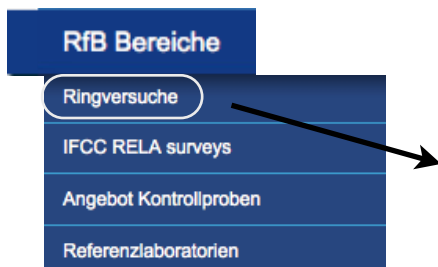 RfB Bereiche
Ringversuche
IFCC RELA surveys
Angebot Kontrollproben
Referenzlaboratorien